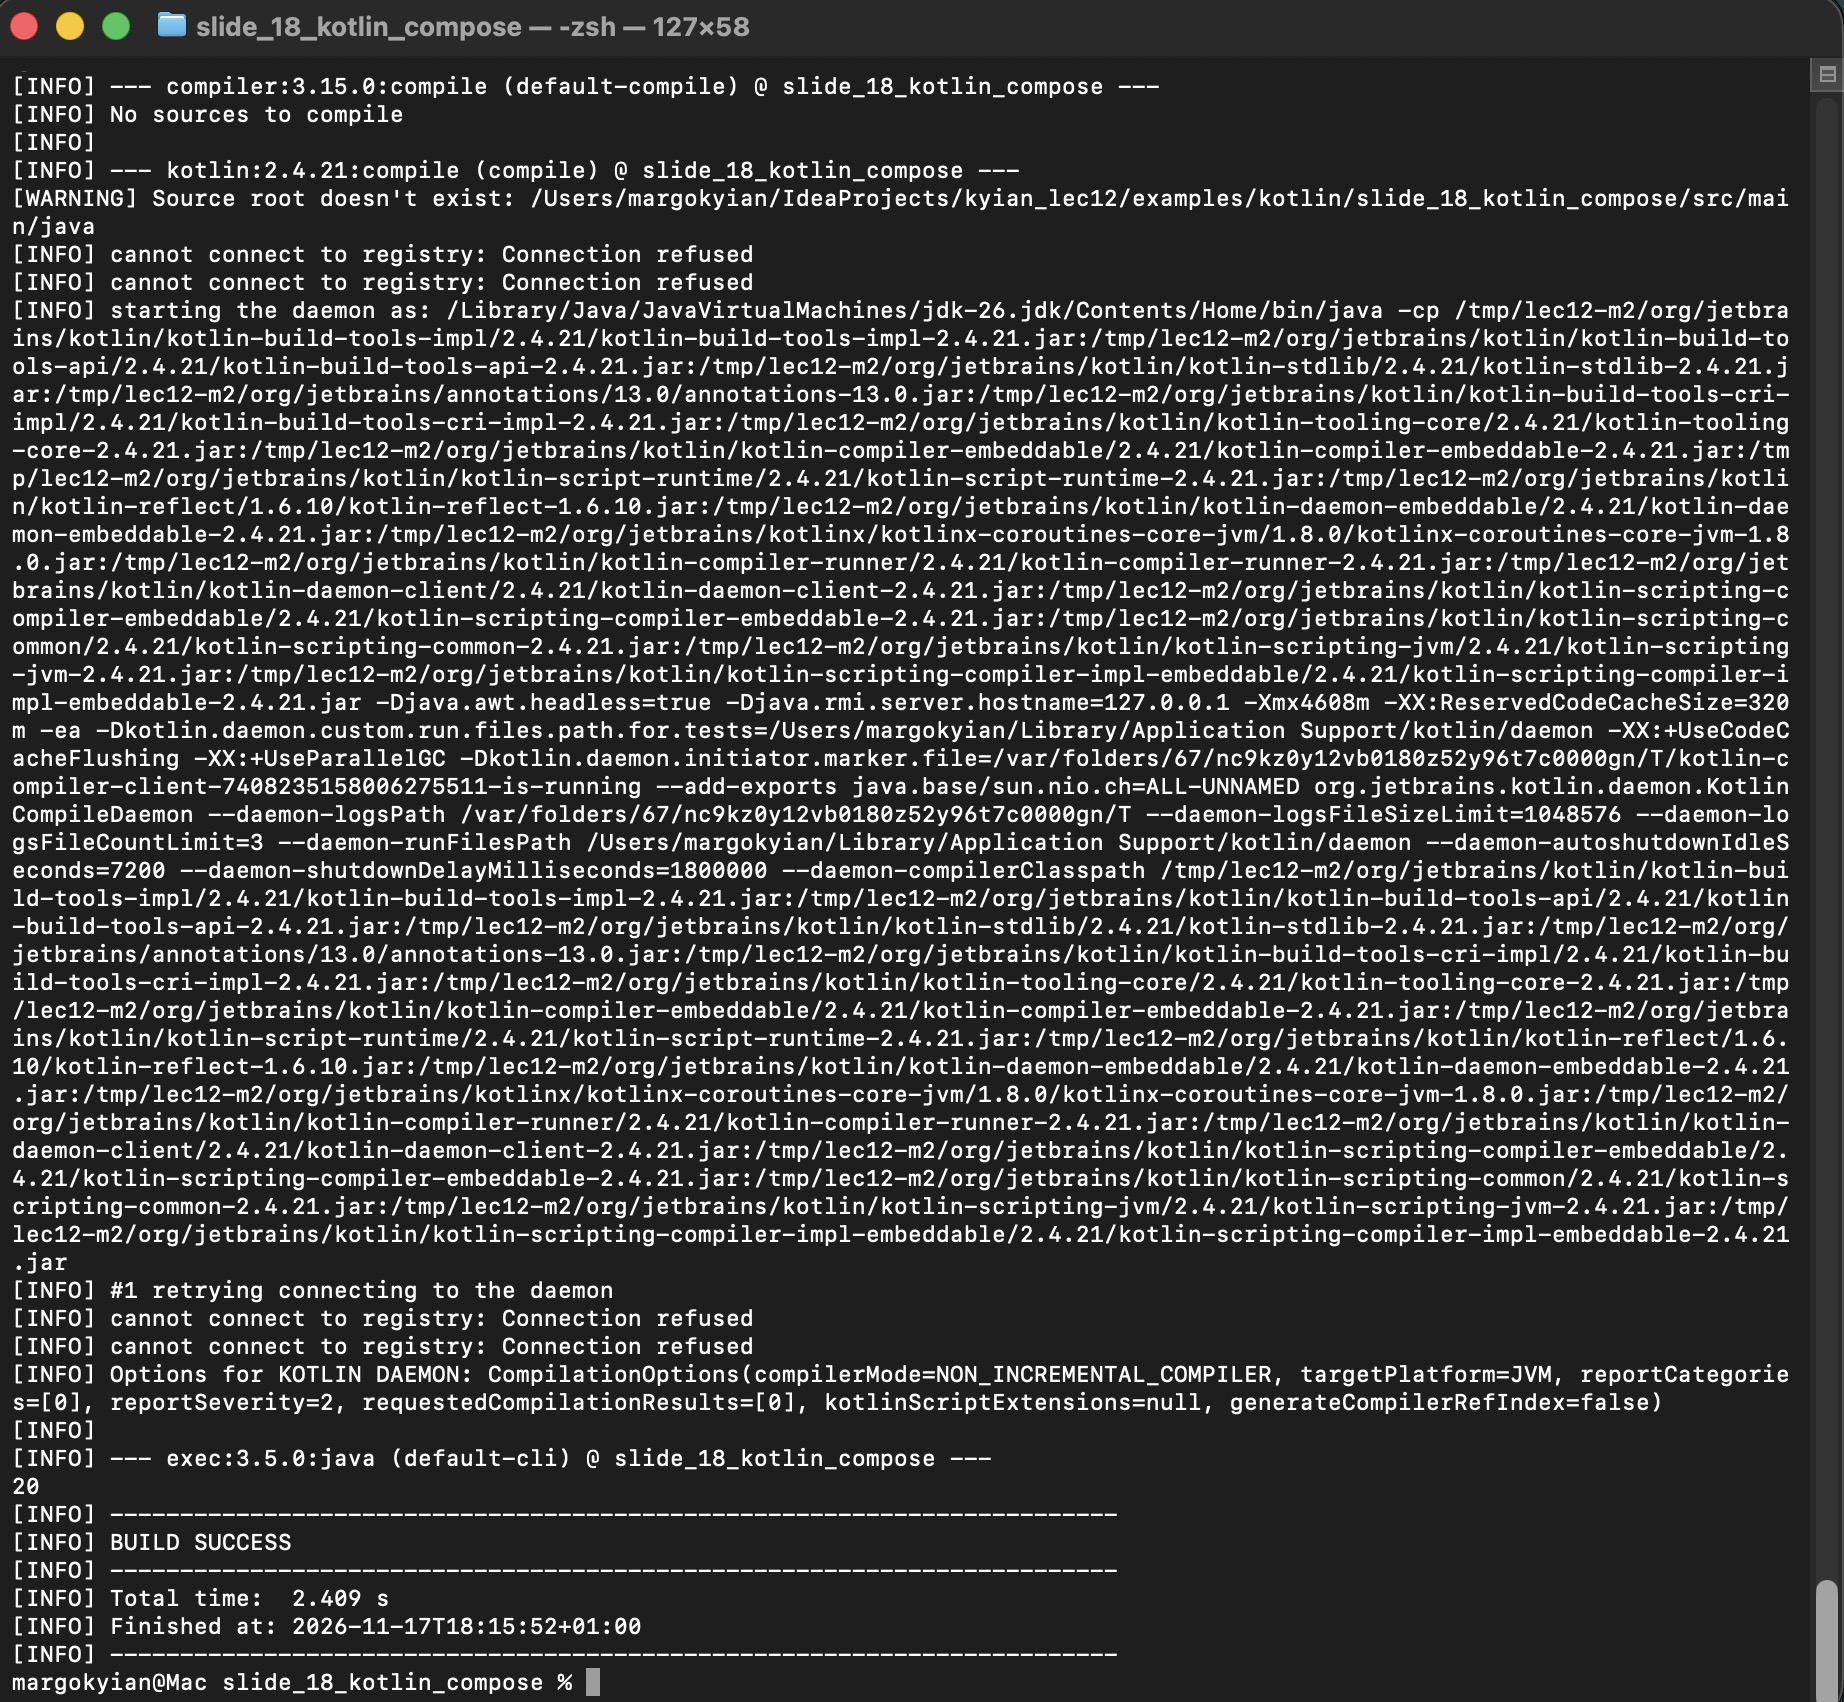 slide_18_kotlin_compose — -zsh — 127×58
[INFO] --- compiler:3.15.0:compile (default-compile) @ slide_18_kotlin_compose ---
[INFO] No sources to compile
[INFO]
[INFO] --- kotlin:2.4.21:compile (compile) @ slide_18_kotlin_compose ---
[WARNING] Source root doesn't exist: /Users/margokyian/IdeaProjects/kyian_lec12/examples/kotlin/slide_18_kotlin_compose/src/mai
n/java
[INFO] cannot connect to registry: Connection refused
[INFO] cannot connect to registry: Connection refused
[INFO] starting the daemon as: /Library/Java/JavaVirtualMachines/jdk-26.jdk/Contents/Home/bin/java -cp /tmp/lec12-m2/org/jetbra
ins/kotlin/kotlin-build-tools-impl/2.4.21/kotlin-build-tools-impl-2.4.21.jar:/tmp/lec12-m2/org/jetbrains/kotlin/kotlin-build-to
ols-api/2.4.21/kotlin-build-tools-api-2.4.21.jar:/tmp/lec12-m2/org/jetbrains/kotlin/kotlin-stdlib/2.4.21/kotlin-stdlib-2.4.21.j
ar:/tmp/lec12-m2/org/jetbrains/annotations/13.0/annotations-13.0.jar:/tmp/lec12-m2/org/jetbrains/kotlin/kotlin-build-tools-cri-
impl/2.4.21/kotlin-build-tools-cri-impl-2.4.21.jar:/tmp/lec12-m2/org/jetbrains/kotlin/kotlin-tooling-core/2.4.21/kotlin-tooling
-core-2.4.21.jar:/tmp/lec12-m2/org/jetbrains/kotlin/kotlin-compiler-embeddable/2.4.21/kotlin-compiler-embeddable-2.4.21.jar:/tm
p/lec12-m2/org/jetbrains/kotlin/kotlin-script-runtime/2.4.21/kotlin-script-runtime-2.4.21.jar:/tmp/lec12-m2/org/jetbrains/kotli
n/kotlin-reflect/1.6.10/kotlin-reflect-1.6.10.jar:/tmp/lec12-m2/org/jetbrains/kotlin/kotlin-daemon-embeddable/2.4.21/kotlin-dae
mon-embeddable-2.4.21.jar:/tmp/lec12-m2/org/jetbrains/kotlinx/kotlinx-coroutines-core-jvm/1.8.0/kotlinx-coroutines-core-jvm-1.8
.0.jar:/tmp/lec12-m2/org/jetbrains/kotlin/kotlin-compiler-runner/2.4.21/kotlin-compiler-runner-2.4.21.jar:/tmp/lec12-m2/org/jet
brains/kotlin/kotlin-daemon-client/2.4.21/kotlin-daemon-client-2.4.21.jar:/tmp/lec12-m2/org/jetbrains/kotlin/kotlin-scripting-c
ompiler-embeddable/2.4.21/kotlin-scripting-compiler-embeddable-2.4.21.jar:/tmp/lec12-m2/org/jetbrains/kotlin/kotlin-scripting-c
ommon/2.4.21/kotlin-scripting-common-2.4.21.jar:/tmp/lec12-m2/org/jetbrains/kotlin/kotlin-scripting-jvm/2.4.21/kotlin-scripting
-jvm-2.4.21.jar:/tmp/lec12-m2/org/jetbrains/kotlin/kotlin-scripting-compiler-impl-embeddable/2.4.21/kotlin-scripting-compiler-i
mpl-embeddable-2.4.21.jar -Djava.awt.headless=true -Djava.rmi.server.hostname=127.0.0.1 -Xmx4608m -XX:ReservedCodeCacheSize=320
m -ea -Dkotlin.daemon.custom.run.files.path.for.tests=/Users/margokyian/Library/Application Support/kotlin/daemon -XX:+UseCodeC
acheFlushing -XX:+UseParallelGC -Dkotlin.daemon.initiator.marker.file=/var/folders/67/nc9kz0y12vb0180z52y96t7c0000gn/T/kotlin-c
ompiler-client-7408235158006275511-is-running --add-exports java.base/sun.nio.ch=ALL-UNNAMED org.jetbrains.kotlin.daemon.Kotlin
CompileDaemon --daemon-logsPath /var/folders/67/nc9kz0y12vb0180z52y96t7c0000gn/T --daemon-logsFileSizeLimit=1048576 --daemon-lo
gsFileCountLimit=3 --daemon-runFilesPath /Users/margokyian/Library/Application Support/kotlin/daemon --daemon-autoshutdownIdleS
econds=7200 --daemon-shutdownDelayMilliseconds=1800000 --daemon-compilerClasspath /tmp/lec12-m2/org/jetbrains/kotlin/kotlin-bui
ld-tools-impl/2.4.21/kotlin-build-tools-impl-2.4.21.jar:/tmp/lec12-m2/org/jetbrains/kotlin/kotlin-build-tools-api/2.4.21/kotlin
-build-tools-api-2.4.21.jar:/tmp/lec12-m2/org/jetbrains/kotlin/kotlin-stdlib/2.4.21/kotlin-stdlib-2.4.21.jar:/tmp/lec12-m2/org/
jetbrains/annotations/13.0/annotations-13.0.jar:/tmp/lec12-m2/org/jetbrains/kotlin/kotlin-build-tools-cri-impl/2.4.21/kotlin-bu
ild-tools-cri-impl-2.4.21.jar:/tmp/lec12-m2/org/jetbrains/kotlin/kotlin-tooling-core/2.4.21/kotlin-tooling-core-2.4.21.jar:/tmp
/lec12-m2/org/jetbrains/kotlin/kotlin-compiler-embeddable/2.4.21/kotlin-compiler-embeddable-2.4.21.jar:/tmp/lec12-m2/org/jetbra
ins/kotlin/kotlin-script-runtime/2.4.21/kotlin-script-runtime-2.4.21.jar:/tmp/lec12-m2/org/jetbrains/kotlin/kotlin-reflect/1.6.
10/kotlin-reflect-1.6.10.jar:/tmp/lec12-m2/org/jetbrains/kotlin/kotlin-daemon-embeddable/2.4.21/kotlin-daemon-embeddable-2.4.21
.jar:/tmp/lec12-m2/org/jetbrains/kotlinx/kotlinx-coroutines-core-jvm/1.8.0/kotlinx-coroutines-core-jvm-1.8.0.jar:/tmp/lec12-m2/
org/jetbrains/kotlin/kotlin-compiler-runner/2.4.21/kotlin-compiler-runner-2.4.21.jar:/tmp/lec12-m2/org/jetbrains/kotlin/kotlin-
daemon-client/2.4.21/kotlin-daemon-client-2.4.21.jar:/tmp/lec12-m2/org/jetbrains/kotlin/kotlin-scripting-compiler-embeddable/2.
4.21/kotlin-scripting-compiler-embeddable-2.4.21.jar:/tmp/lec12-m2/org/jetbrains/kotlin/kotlin-scripting-common/2.4.21/kotlin-s
cripting-common-2.4.21.jar:/tmp/lec12-m2/org/jetbrains/kotlin/kotlin-scripting-jvm/2.4.21/kotlin-scripting-jvm-2.4.21.jar:/tmp/
lec12-m2/org/jetbrains/kotlin/kotlin-scripting-compiler-impl-embeddable/2.4.21/kotlin-scripting-compiler-impl-embeddable-2.4.21
.jar
[INFO] #1 retrying connecting to the daemon
[INFO] cannot connect to registry: Connection refused
[INFO] cannot connect to registry: Connection refused
[INFO] Options for KOTLIN DAEMON: CompilationOptions(compilerMode=NON_INCREMENTAL_COMPILER, targetPlatform=JVM, reportCategorie
s=[0], reportSeverity=2, requestedCompilationResults=[0], kotlinScriptExtensions=null, generateCompilerRefIndex=false)
[INFO]
[INFO] --- exec:3.5.0:java (default-cli) @ slide_18_kotlin_compose ---
20
[INFO] ------------------------------------------------------------------------
[INFO] BUILD SUCCESS
[INFO] ------------------------------------------------------------------------
[INFO] Total time:  2.409 s
[INFO] Finished at: 2026-11-17T18:15:52+01:00
[INFO] ------------------------------------------------------------------------
margokyian@Mac slide_18_kotlin_compose %